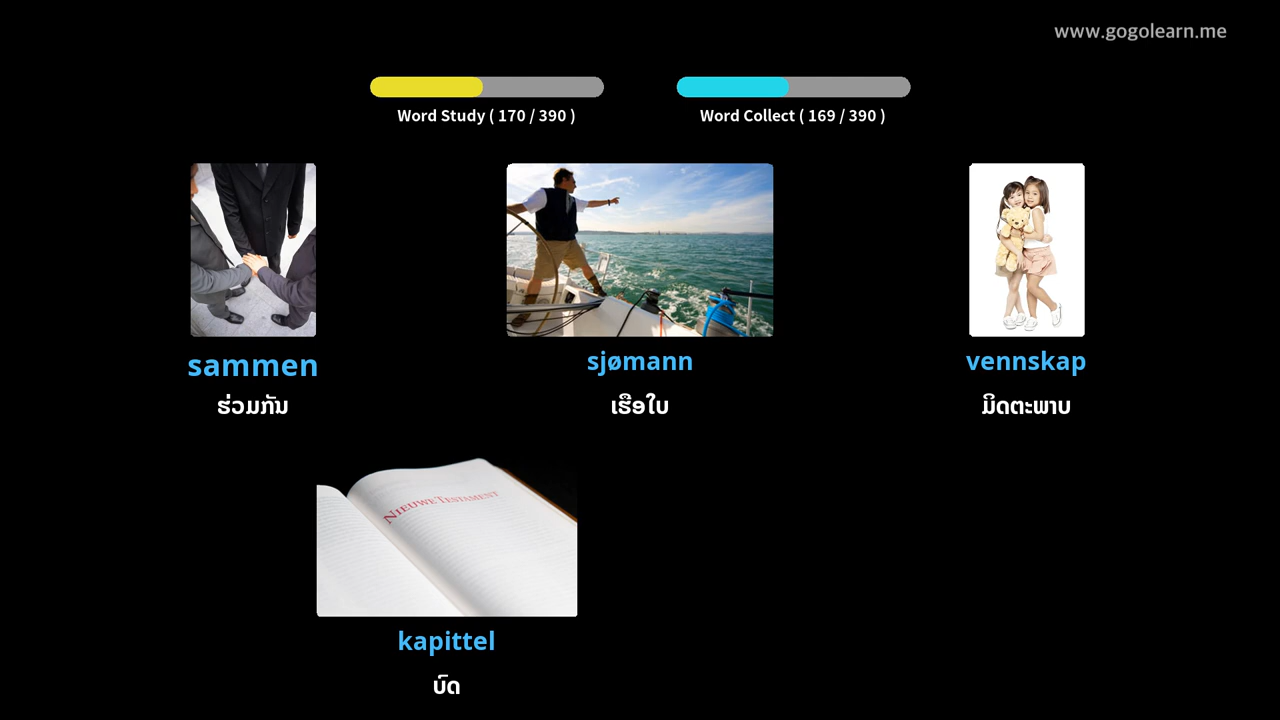 www.gogolearn.me
Word Study ( 170 / 390 )
Word Collect ( 169 / 390 )
sammen
ຮ່ວມກັນ
sjømann
ເຮືອໃບ
vennskap
ມິດຕະພາບ
NIEUWE TESTAMENT
kapittel
ບົດ